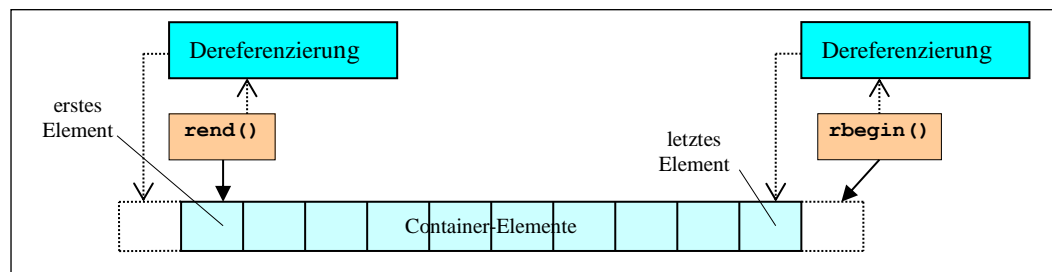 Dereferenzierung
Dereferenzierung
erstes
Element
rend()
letztes
Element
rbegin()
Container-Elemente